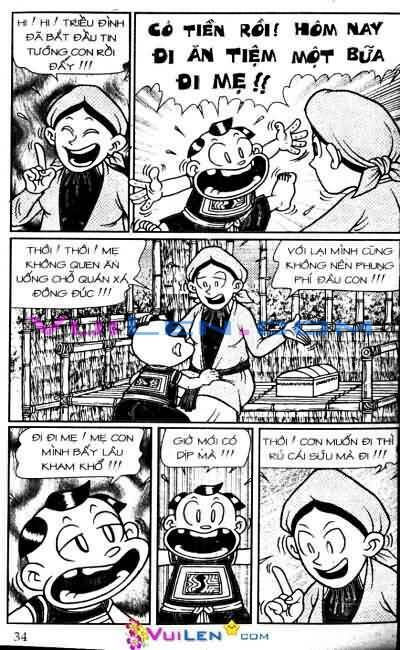 HI! HI! TRIỀU ĐÌNH
ĐÃ BẮT ĐẦU TIN
TƯỞNG CON RỒI
ĐẤY!!!
CÓ TIỀN RỒI! HÔM NAY
ĐI ĂN TIỆM MỘT BỮA
ĐI MẸ!!
THÔI! THÔI! MẸ
KHÔNG QUEN ĂN
UỐNG CHỖ QUÁN XÁ
ĐÔNG ĐÚC!!!
VỚI LẠI MÌNH CŨNG
KHÔNG NÊN PHUNG
PHÍ ĐÂU CON!!!
VUILEN.COM
ĐI ĐI MẸ! MẸ CON
MÌNH BẤY LÂU
KHAM KHỔ!!!
GIỜ MỚI CÓ
DỊP MÀ!!!
THÔI! CON MUỐN ĐI THÌ
RỦ CÁI SỬU MÀ ĐI!!!
34
VUILEN.COM